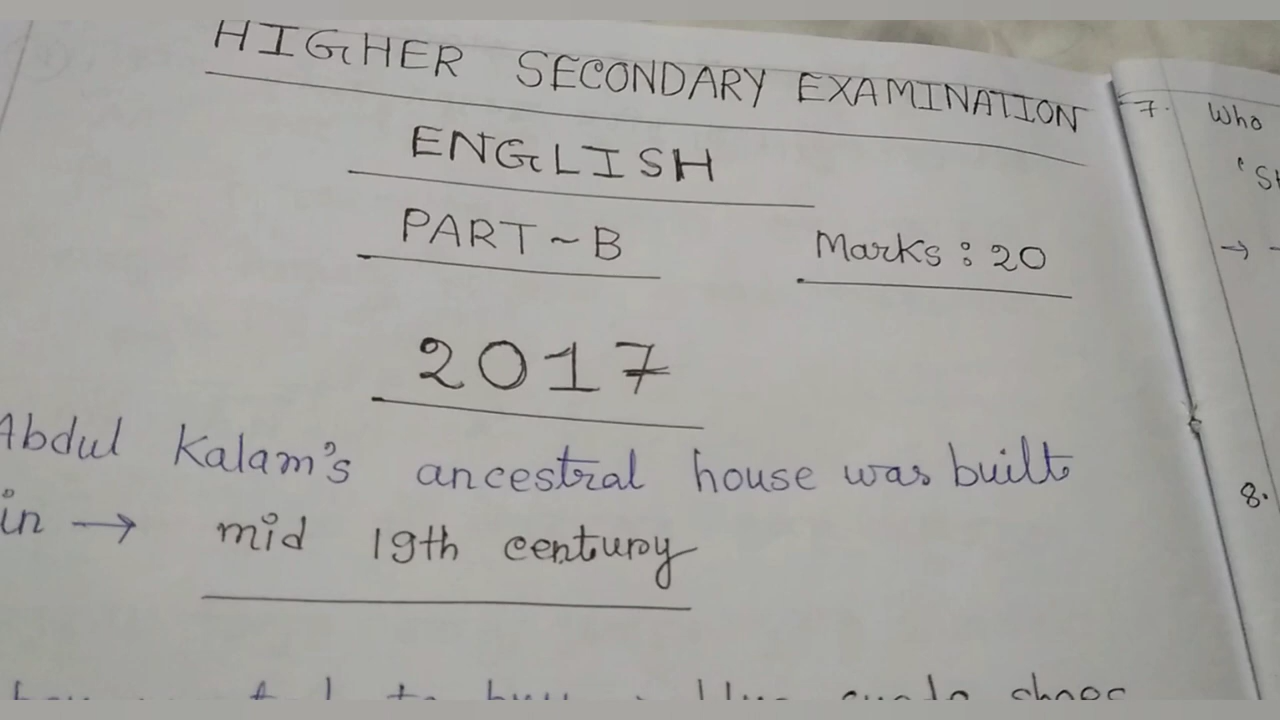 HIGHER SECONDARY EXAMINATION
ENGLISH
PART-B Marks: 20
2017
Abdul Kalam's ancestral house was built
in → mid 19th century
7. Who
→
8.